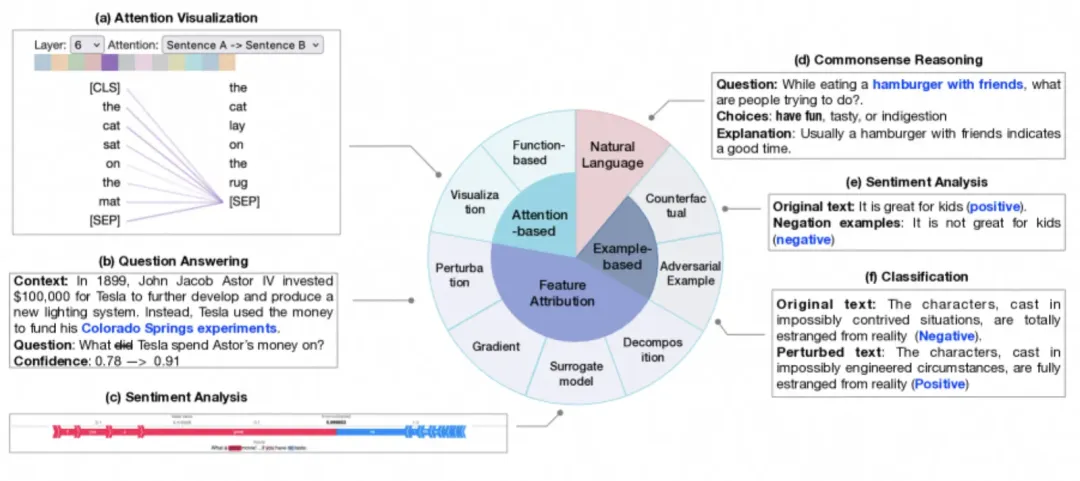 (a) Attention Visualization
Layer: 6 Attention: Sentence A -> Sentence B
[CLS] the
the cat
cat lay
sat on
on the
the rug
mat [SEP]
[SEP]
(b) Question Answering
Context: In 1899, John Jacob Astor IV invested
$100,000 for Tesla to further develop and produce a
new lighting system. Instead, Tesla used the money
to fund his Colorado Springs experiments.
Question: What did Tesla spend Astor's money on?
Confidence: 0.78 —> 0.91
(c) Sentiment Analysis
Function-
based
Natural
Language
Visualiza
tion
Attention
-based
Counterfac
tual
Example-
based
Perturba
tion
Adversarial
Example
Feature
Attribution
Gradient
Surrogate
model
Decompos
ition
(d) Commonsense Reasoning
Question: While eating a hamburger with friends, what
are people trying to do?.
Choices: have fun, tasty, or indigestion
Explanation: Usually a hamburger with friends indicates
a good time.
(e) Sentiment Analysis
Original text: It is great for kids (positive).
Negation examples: It is not great for kids
(negative)
(f) Classification
Original text: The characters, cast in
impossibly contrived situations, are totally
estranged from reality (Negative).
Perturbed text: The characters, cast in
impossibly engineered circumstances, are fully
estranged from reality (Positive)